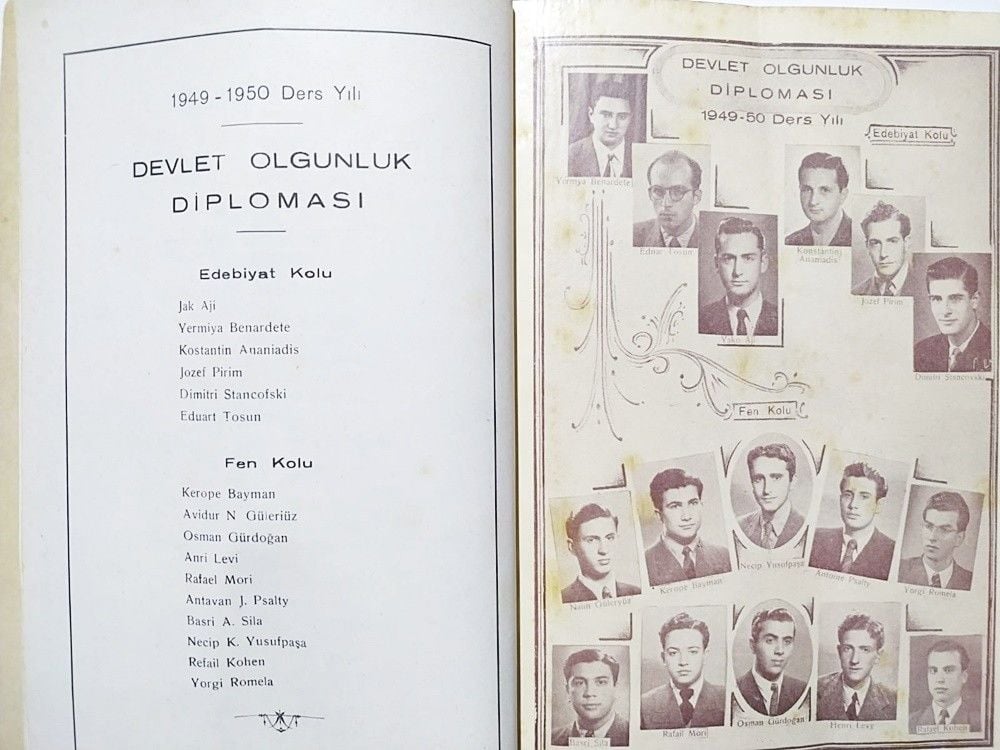 1949 - 1950 Ders Yılı
DEVLET OLGUNLUK
DİPLOMASI
Edebiyat Kolu
Jak Aji
Yermiya Benardete
Kostantin Ananiadis
Jozef Pirim
Dimitri Stancofski
Eduart Tosun
Fen Kolu
Kerope Bayman
Avidur N Güleriüz
Osman Gürdoğan
Anri Levi
Rafael Mori
Antavan J. Psalty
Basri A. Sila
Necip K. Yusufpaşa
Refail Kohen
Yorgi Romela
DEVLET OLGUNLUK
DİPLOMASI
1949-50 Ders Yılı
Edebiyat Kolu
Yermiya Benardete
Eduar Tosun
Konstantinj
Anamadis
Jozef Pirim
Yako Aji
Dimitri Stancovski
Fen Kolu
Necip Yusufpaşa
Kerope Bayman
Antoine Psalty
Naim Güleryüz
Yorgi Romela
Osman Gürdoğan
Rafail Mori
Henri Levy
Basri Sila
Rafael Kohen